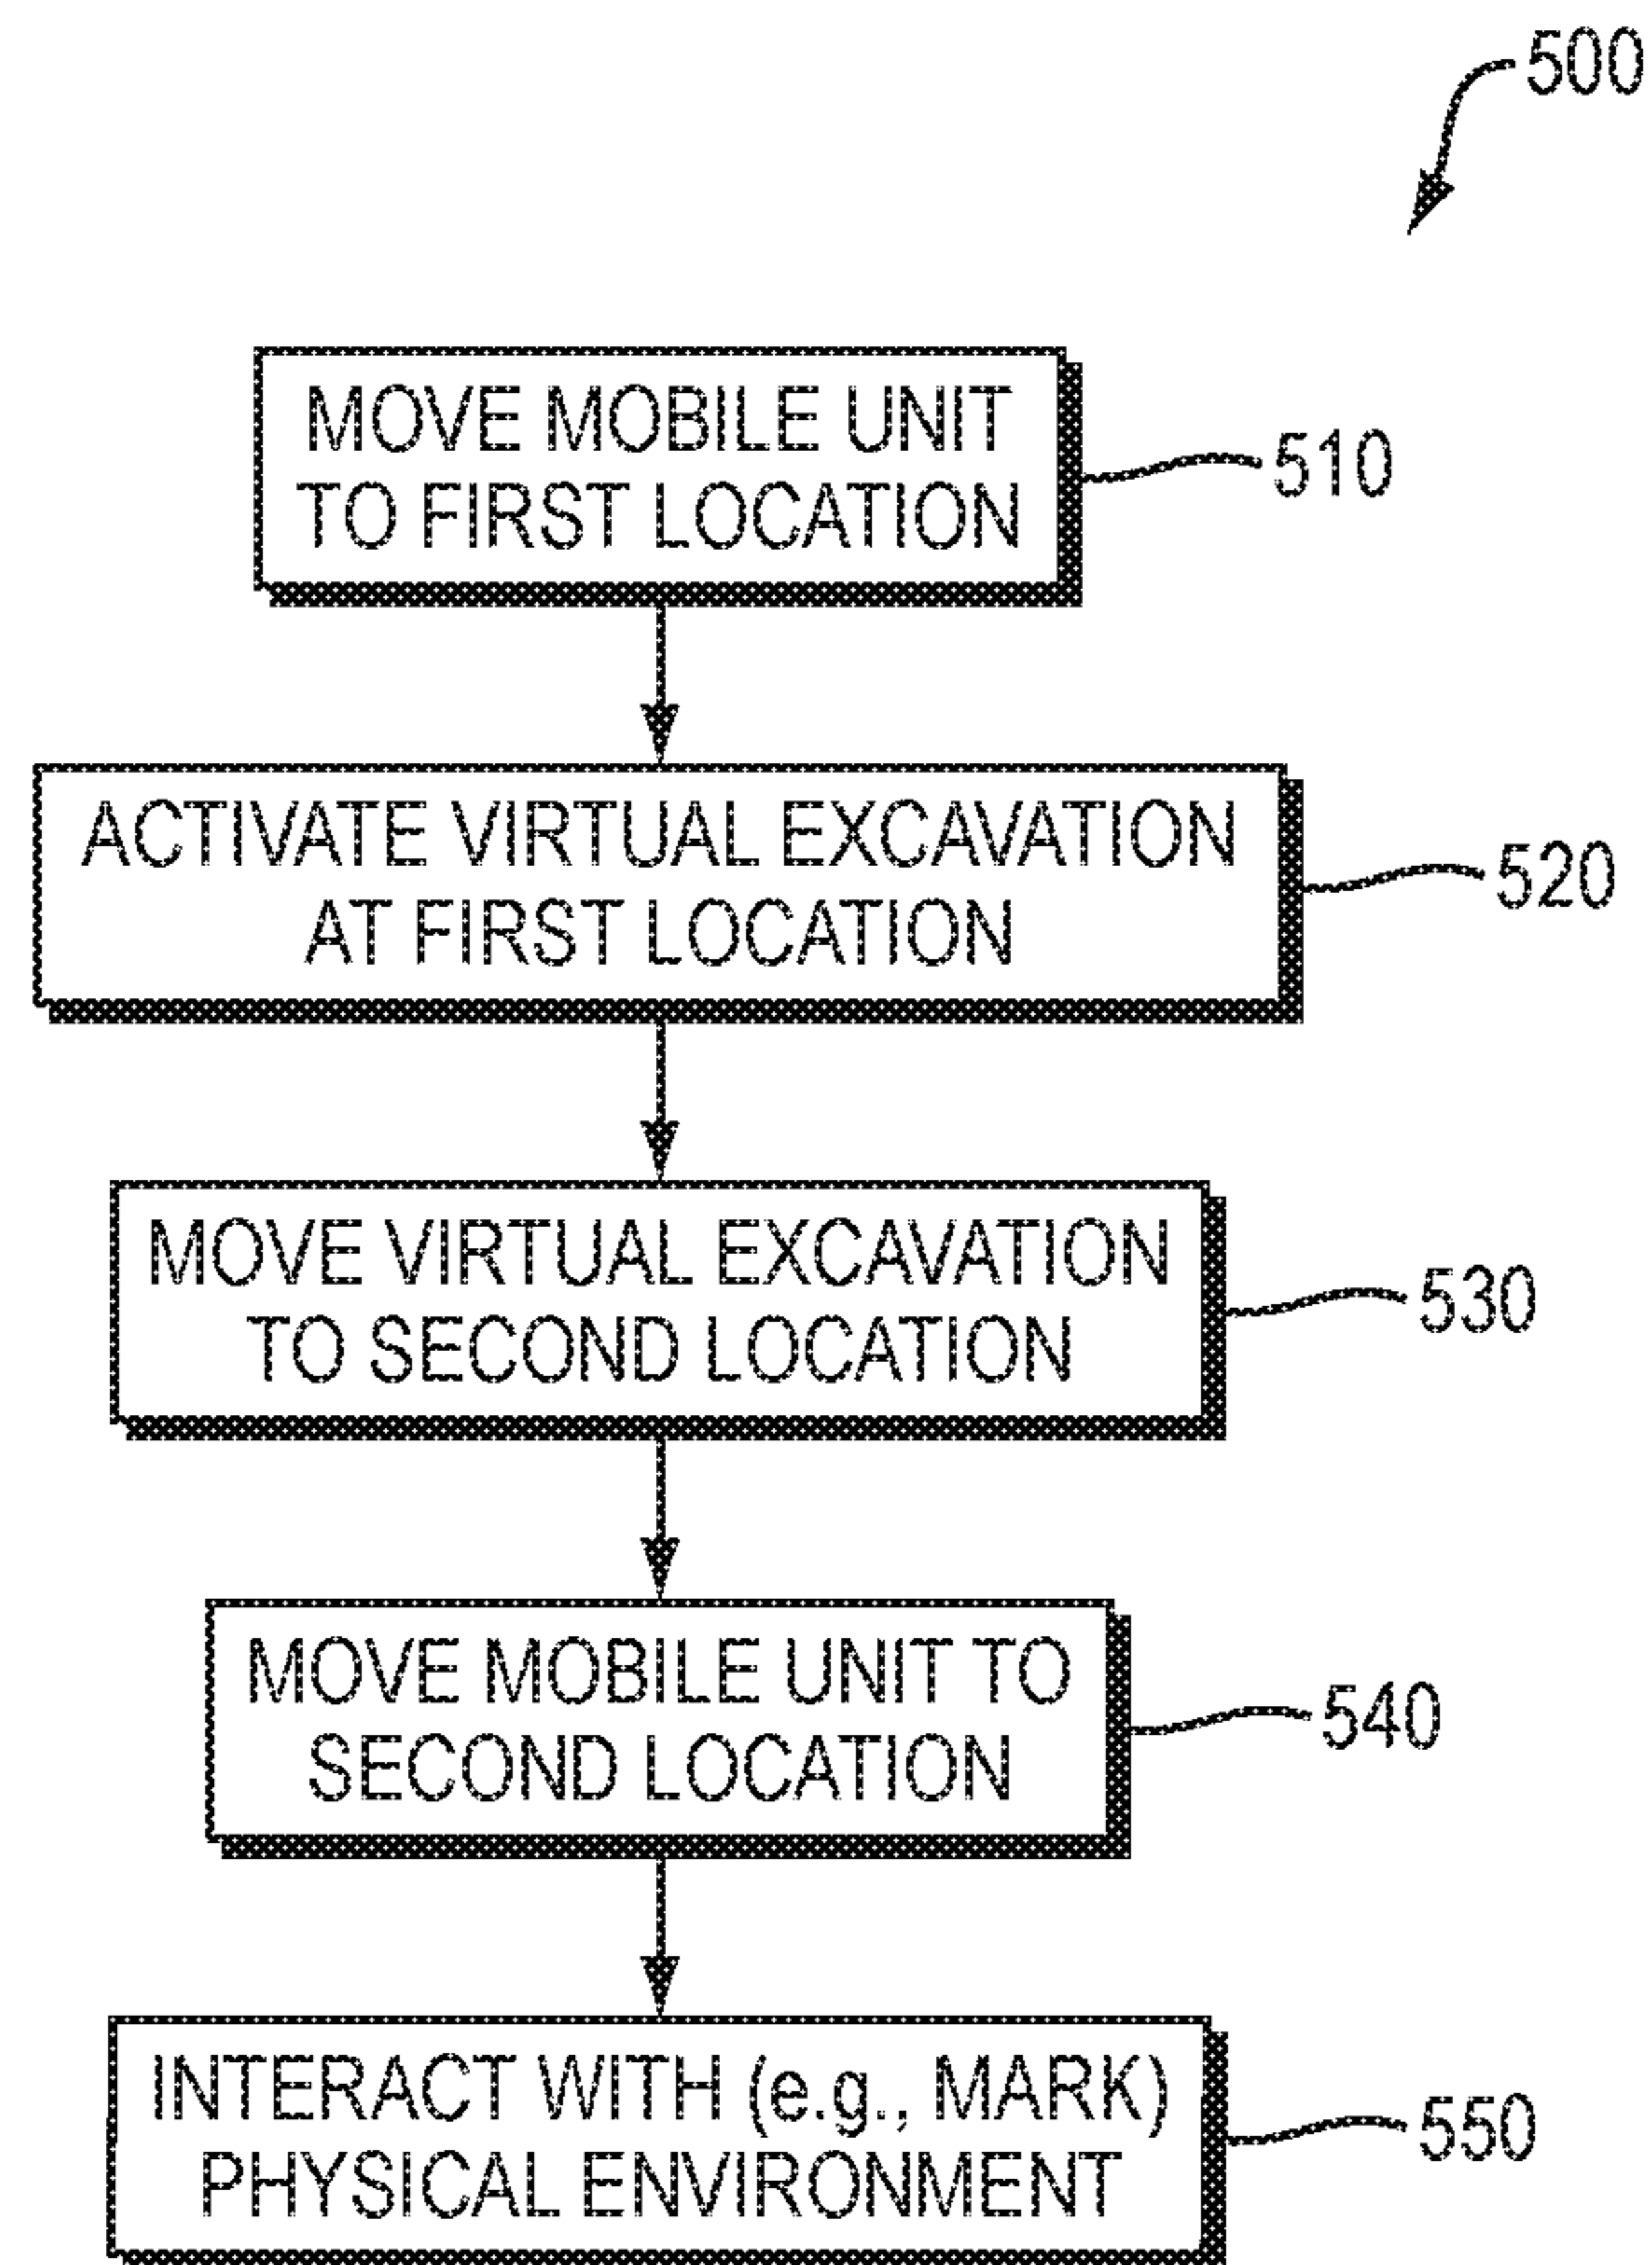 500
MOVE MOBILE UNIT
TO FIRST LOCATION
510
ACTIVATE VIRTUAL EXCAVATION
AT FIRST LOCATION
520
MOVE VIRTUAL EXCAVATION
TO SECOND LOCATION
530
MOVE MOBILE UNIT TO
SECOND LOCATION
540
INTERACT WITH (e.g., MARK)
PHYSICAL ENVIRONMENT
550